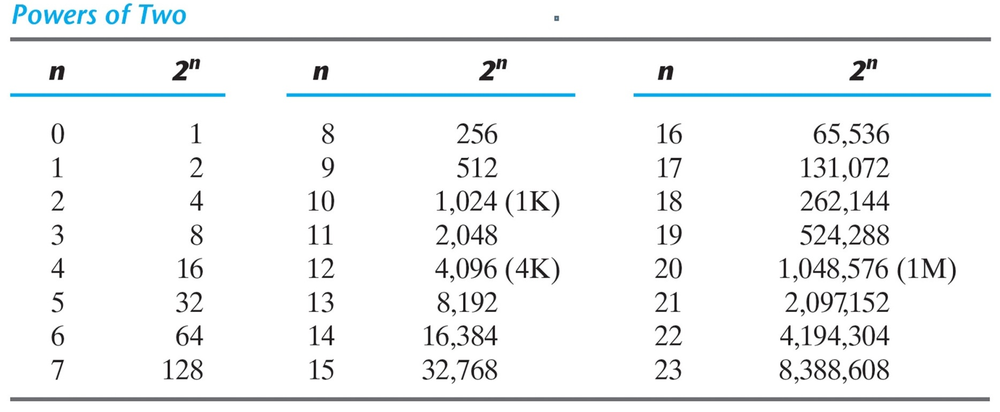 Powers of Two
n 2ⁿ n 2ⁿ n 2ⁿ
0 1 8 256 16 65,536
1 2 9 512 17 131,072
2 4 10 1,024 (1K) 18 262,144
3 8 11 2,048 19 524,288
4 16 12 4,096 (4K) 20 1,048,576 (1M)
5 32 13 8,192 21 2,097,152
6 64 14 16,384 22 4,194,304
7 128 15 32,768 23 8,388,608